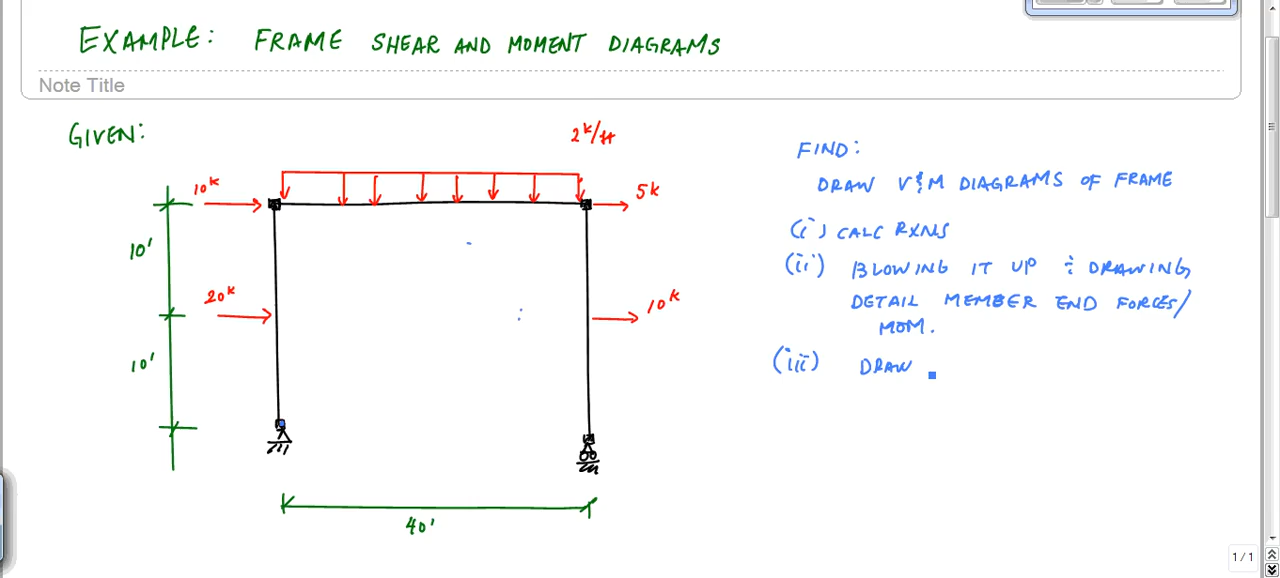 EXAMPLE: FRAME SHEAR AND MOMENT DIAGRAMS
Note Title
GIVEN:
2 k/ft
10k
5k
10'
20k
10k
10'
40'
FIND:
DRAW V&M DIAGRAMS OF FRAME
(i) CALC RXNS
(ii) BLOWING IT UP & DRAWING
DETAIL MEMBER END FORCES/
MOM.
(iii) DRAW
1 / 1